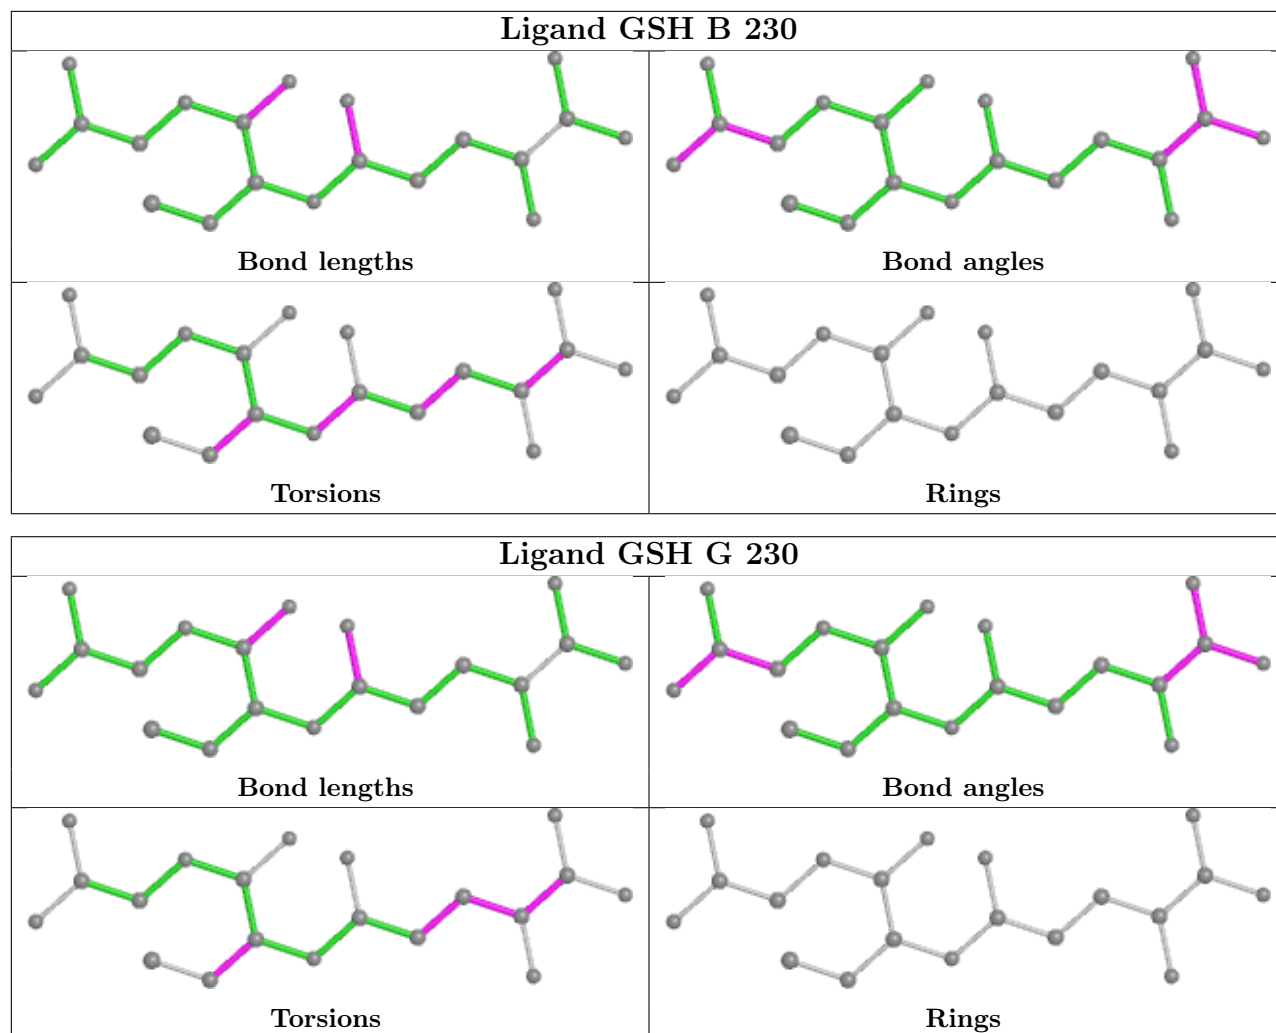 Ligand GSH B 230
Bond lengths
Bond angles
Torsions
Rings
Ligand GSH G 230
Bond lengths
Bond angles
Torsions
Rings